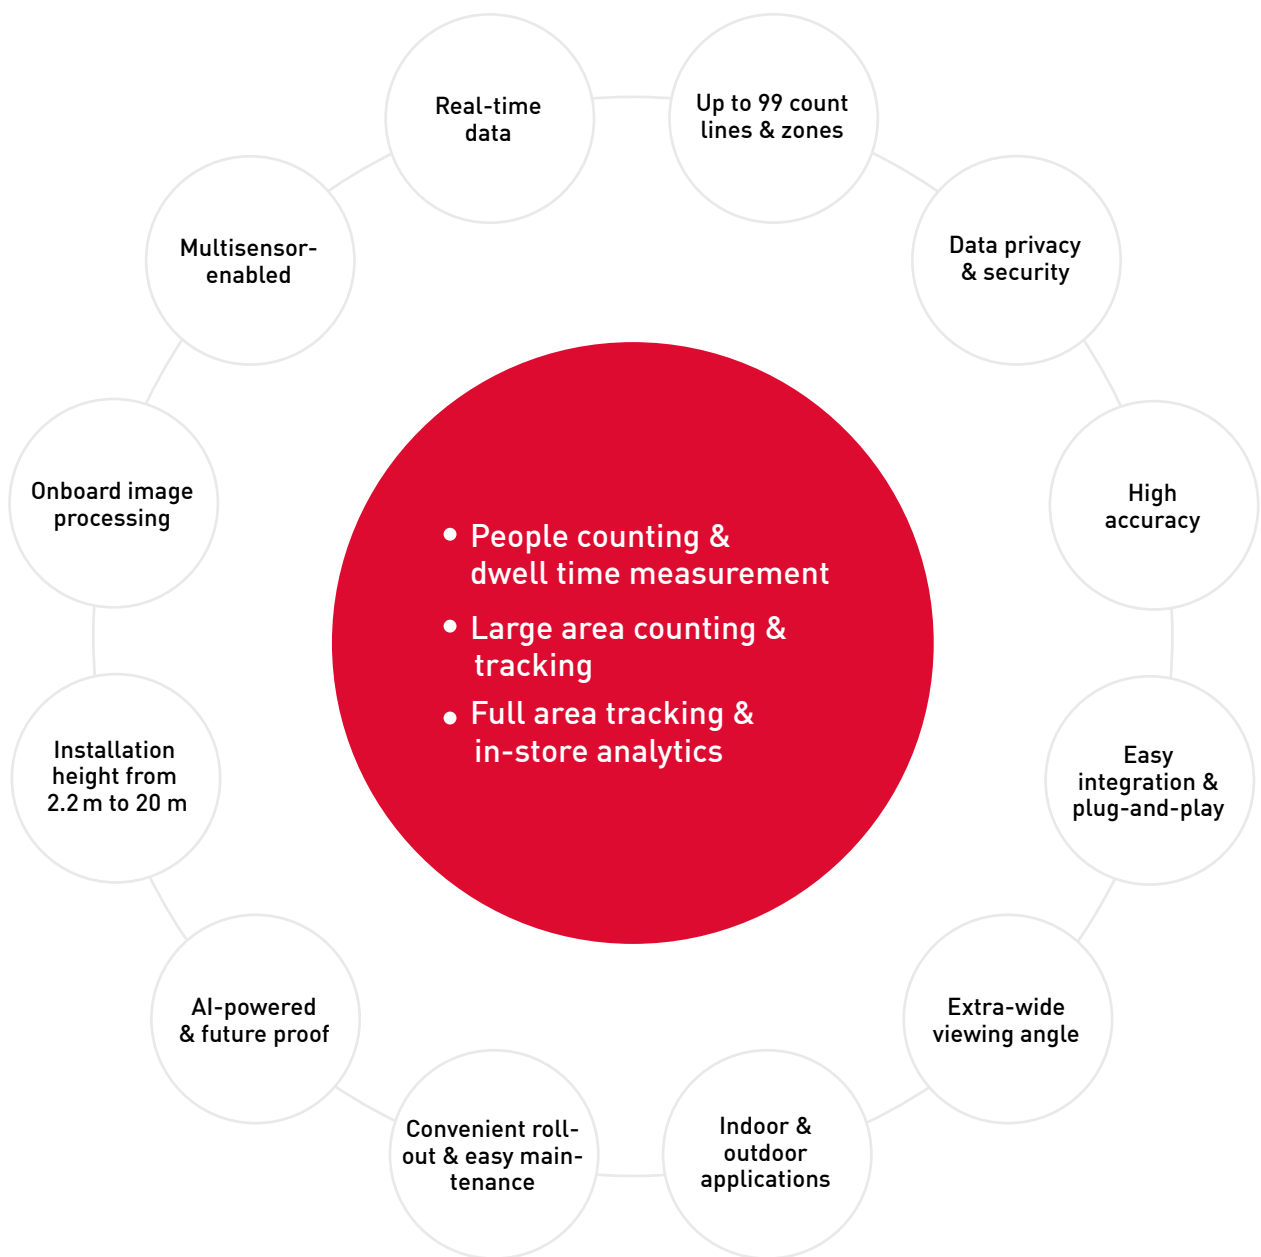 Real-time
data
Up to 99 count
lines & zones
Data privacy
& security
High
accuracy
Easy
integration &
plug-and-play
Extra-wide
viewing angle
Indoor &
outdoor
applications
Convenient roll-
out & easy main-
tenance
AI-powered
& future proof
Installation
height from
2.2 m to 20 m
Onboard image
processing
Multisensor-
enabled
• People counting &
dwell time measurement
• Large area counting &
tracking
• Full area tracking &
in-store analytics